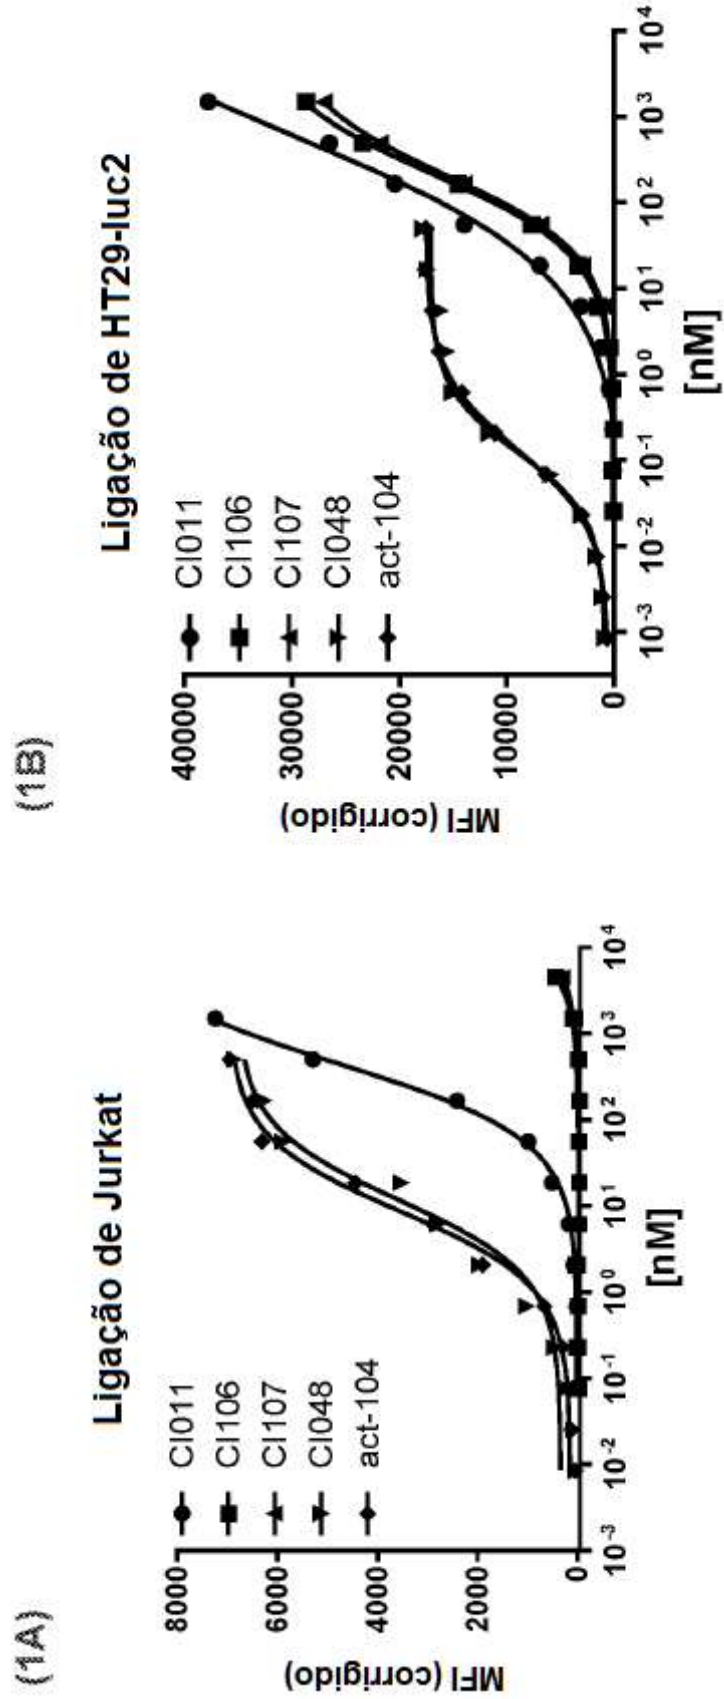 (1A)
Ligação de Jurkat
CI011
CI106
CI107
CI048
act-104
MFI (corrigido)
8000
6000
4000
2000
0
10-3
10-2
10-1
100
101
102
103
104
[nM]
(1B)
Ligação de HT29-luc2
CI011
CI106
CI107
CI048
act-104
MFI (corrigido)
40000
30000
20000
10000
0
10-3
10-2
10-1
100
101
102
103
104
[nM]